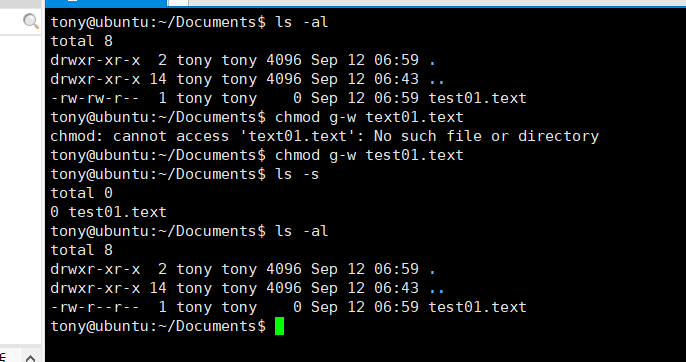 tony@ubuntu:~/Documents$ ls -al
total 8
drwxr-xr-x  2 tony tony 4096 Sep 12 06:59 .
drwxr-xr-x 14 tony tony 4096 Sep 12 06:43 ..
-rw-rw-r--  1 tony tony    0 Sep 12 06:59 test01.text
tony@ubuntu:~/Documents$ chmod g-w text01.text
chmod: cannot access 'text01.text': No such file or directory
tony@ubuntu:~/Documents$ chmod g-w test01.text
tony@ubuntu:~/Documents$ ls -s
total 0
0 test01.text
tony@ubuntu:~/Documents$ ls -al
total 8
drwxr-xr-x  2 tony tony 4096 Sep 12 06:59 .
drwxr-xr-x 14 tony tony 4096 Sep 12 06:43 ..
-rw-r--r--  1 tony tony    0 Sep 12 06:59 test01.text
tony@ubuntu:~/Documents$